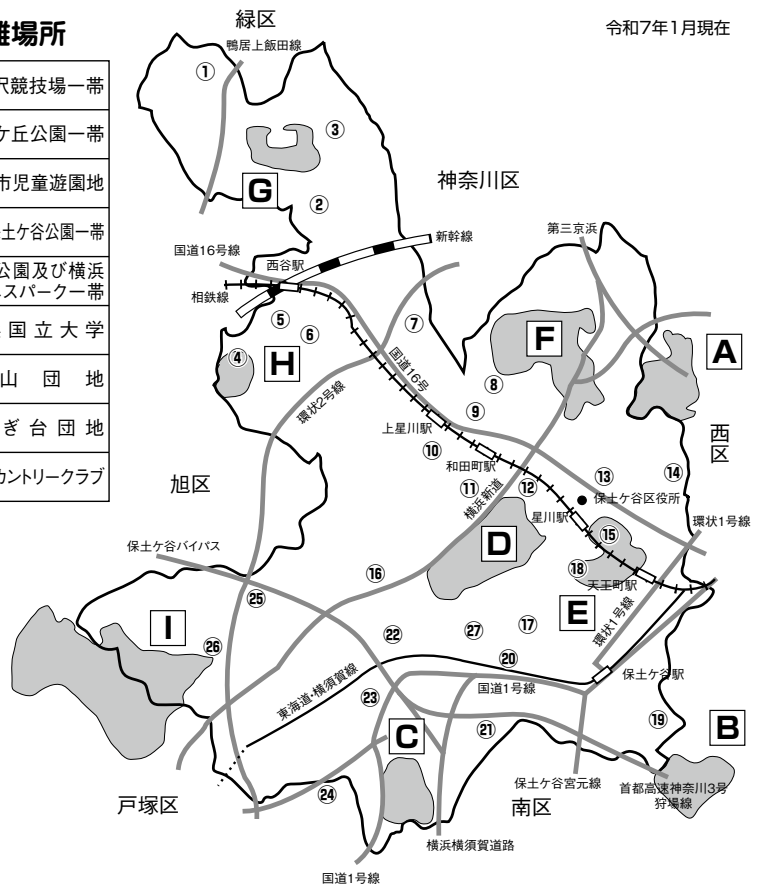 難場所
令和7年1月現在
沢競技場一帯
ケ丘公園一帯
市児童遊園地
土ケ谷公園一帯
公園及び横浜
スパーク一帯
国立大学
山団地
ぎ台団地
カントリークラブ
緑区
鴨居上飯田線
①
③
G
②
神奈川区
国道16号線
西谷駅
新幹線
第三京浜
相鉄線
⑤
⑥
⑦
F
A
④
H
国道16号
⑧
環状2号線
⑨
上星川駅
⑩
和田町駅
西区
旭区
⑪
横浜新道
⑫
⑬
⑭
保土ケ谷区役所
星川駅
D
⑮
環状1号線
保土ケ谷バイパス
⑯
⑱
天王町駅
㉕
E
環状1号線
I
㉖
㉒
㉗
⑰
⑳
東海道・横須賀線
国道1号線
保土ケ谷駅
㉓
㉑
⑲
C
B
戸塚区
㉔
保土ケ谷宮元線
南区
首都高速神奈川3号
狩場線
横浜横須賀道路
国道1号線